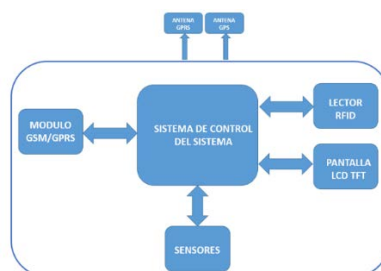 ANTENA
GPRS
ANTENA
GPS
MODULO
GSM/GPRS
SISTEMA DE CONTROL
DEL SISTEMA
LECTOR
RFID
PANTALLA
LCD TFT
SENSORES